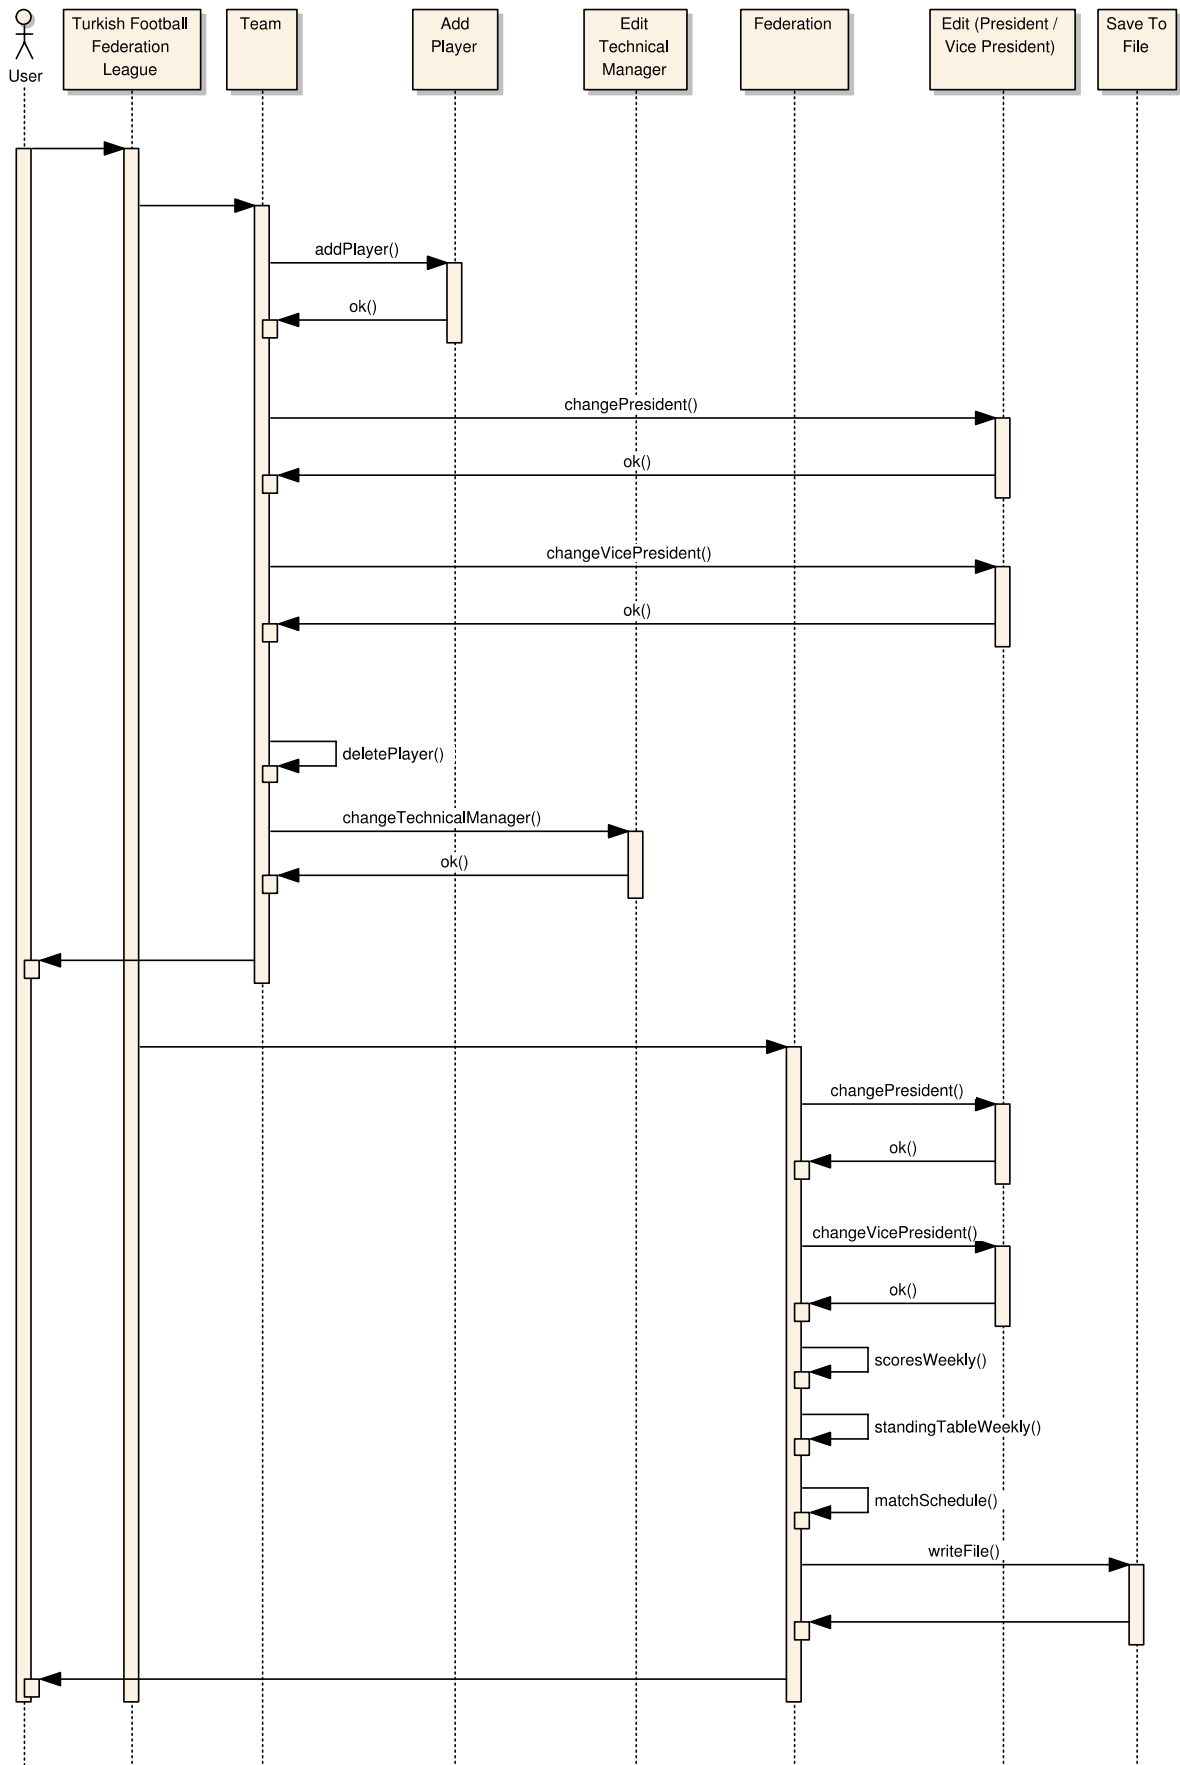 User
Turkish Football
Federation
League
Team
Add
Player
Edit
Technical
Manager
Federation
Edit (President /
Vice President)
Save To
File
addPlayer()
ok()
changePresident()
ok()
changeVicePresident()
ok()
deletePlayer()
changeTechnicalManager()
ok()
changePresident()
ok()
changeVicePresident()
ok()
scoresWeekly()
standingTableWeekly()
matchSchedule()
writeFile()